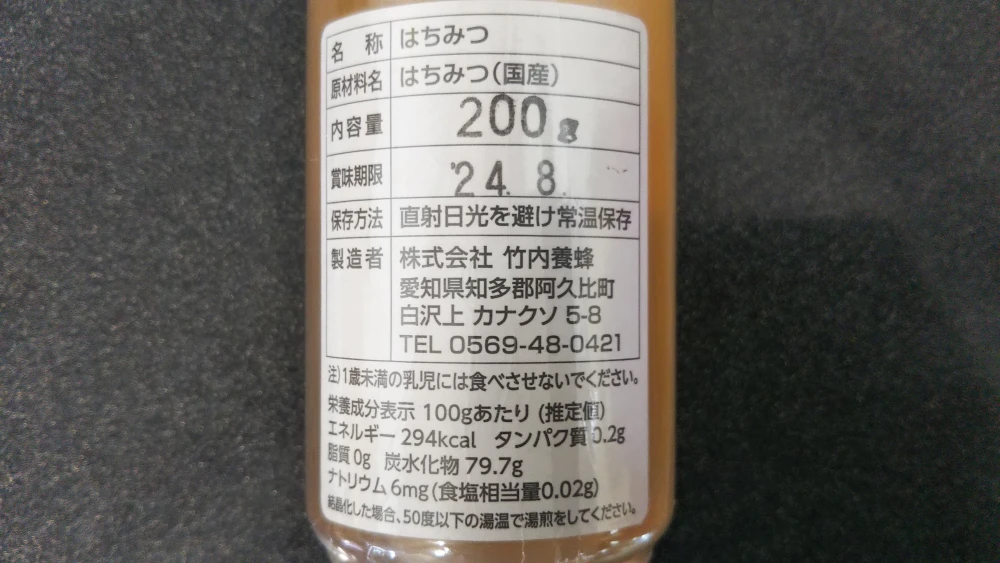 名称 はちみつ
原材料名 はちみつ(国産)
内容量 200g
賞味期限 '24. 8.
保存方法 直射日光を避け常温保存
製造者 株式会社 竹内養蜂
愛知県知多郡阿久比町
白沢上 カナクソ 5-8
TEL 0569-48-0421
注)1歳未満の乳児には食べさせないでください。
栄養成分表示 100gあたり (推定値)
エネルギー 294kcal タンパク質 0.2g
脂質 0g 炭水化物 79.7g
ナトリウム 6mg (食塩相当量0.02g)
結晶化した場合、50度以下の湯温で湯煎をしてください。